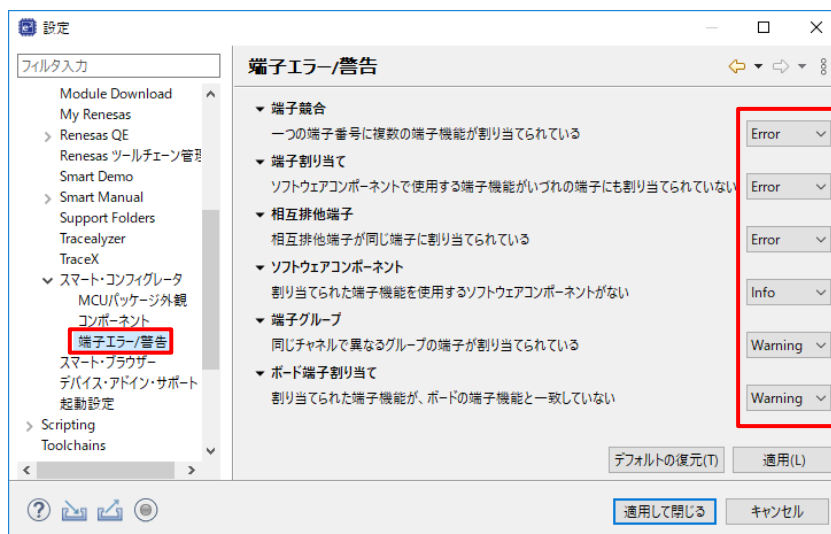 設定
フィルタ入力
Module Download
My Renesas
Renesas QE
Renesas ツールチェーン管理
Smart Demo
Smart Manual
Support Folders
Tracealyzer
TraceX
スマート・コンフィグレータ
MCUパッケージ外観
コンポーネント
端子エラー/警告
スマート・ブラウザー
デバイス・アドイン・サポート
起動設定
Scripting
Toolchains
端子エラー/警告
端子競合
一つの端子番号に複数の端子機能が割り当てられている
Error
端子割り当て
ソフトウェアコンポーネントで使用する端子機能がいづれの端子にも割り当てられていない
Error
相互排他端子
相互排他端子が同じ端子に割り当てられている
Error
ソフトウェアコンポーネント
割り当てられた端子機能を使用するソフトウェアコンポーネントがない
Info
端子グループ
同じチャネルで異なるグループの端子が割り当てられている
Warning
ボード端子割り当て
割り当てられた端子機能が、ボードの端子機能と一致していない
Warning
デフォルトの復元(T)
適用(L)
適用して閉じる
キャンセル